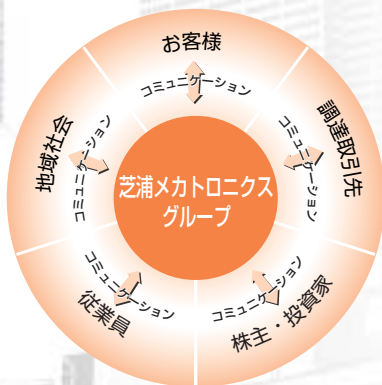 お客様
コミュニケーション
調達取引先
コミュニケーション
株主・投資家
コミュニケーション
従業員
コミュニケーション
地域社会
コミュニケーション
芝浦メカトロニクス
グループ